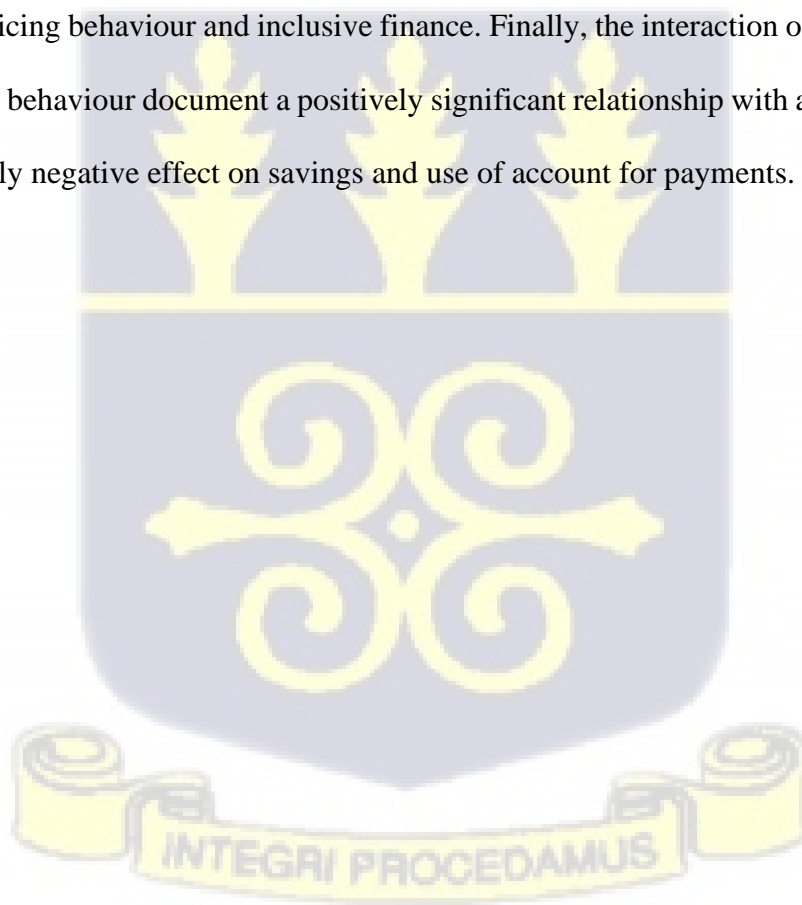 icing behaviour and inclusive finance. Finally, the interaction o
behaviour document a positively significant relationship with a
ly negative effect on savings and use of account for payments.
INTEGRI PROCEDAMUS